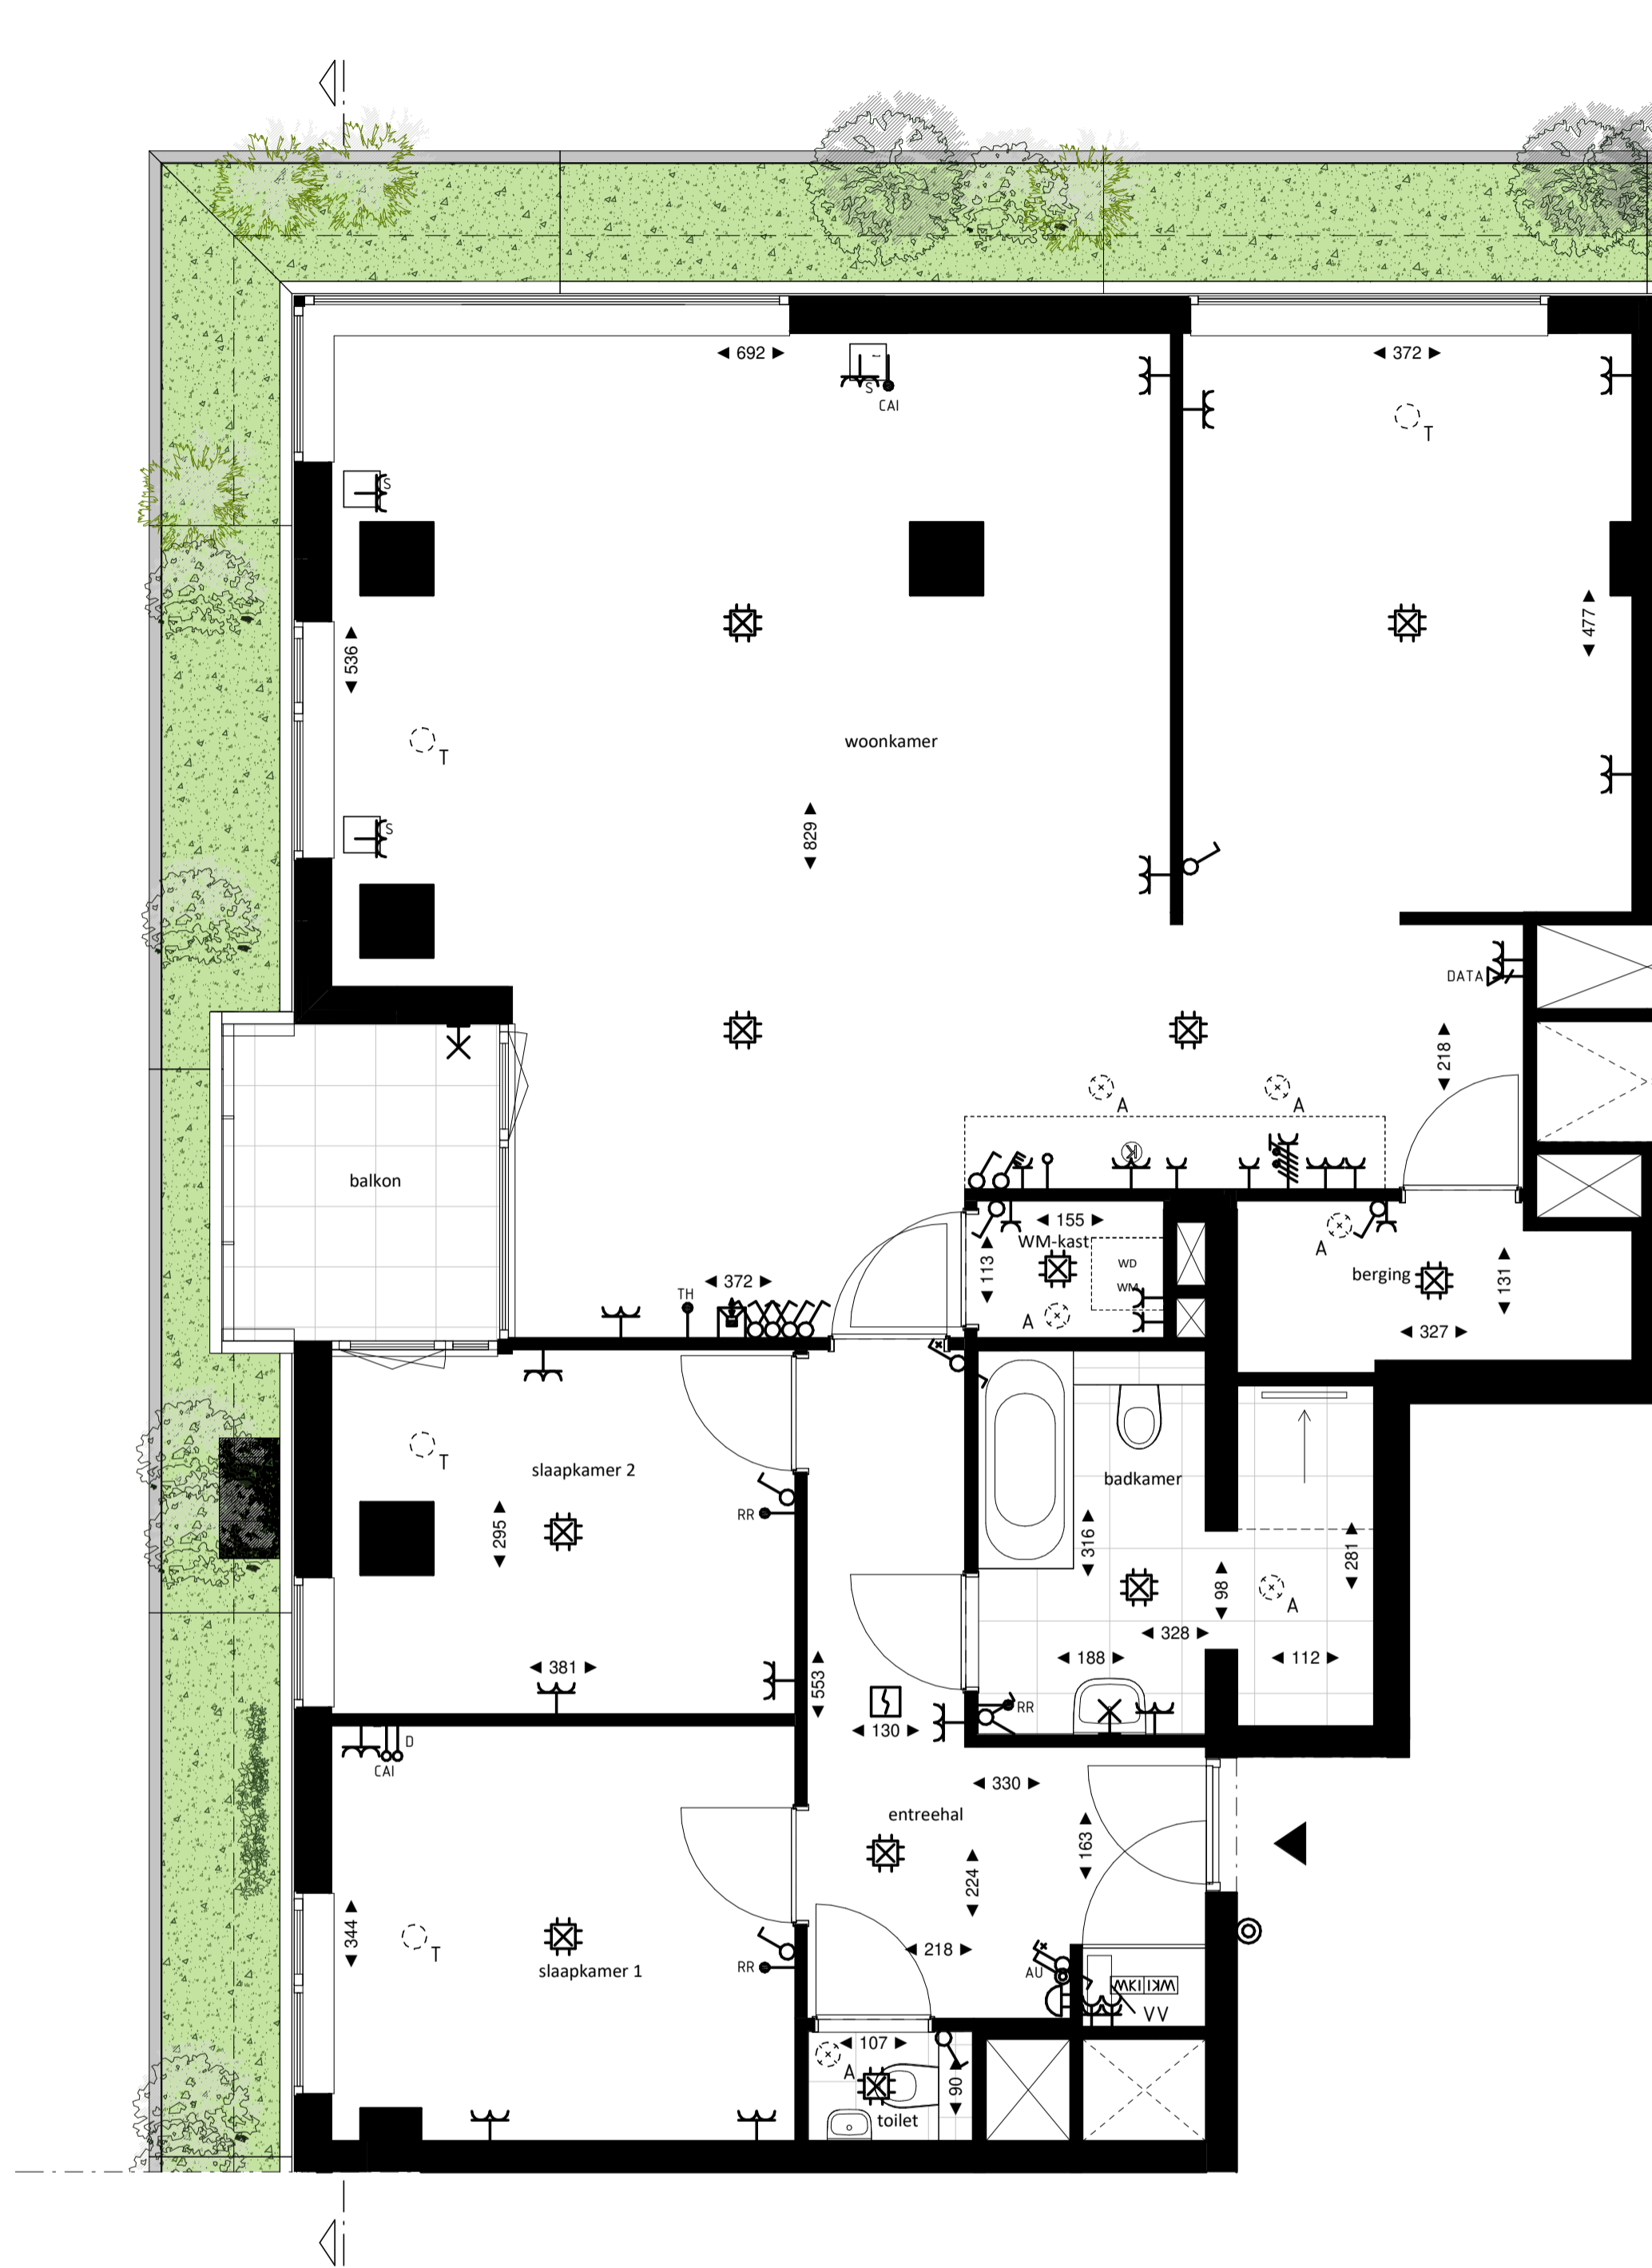 692
372
S
CAI
S
T
477
536
woonkamer
T
829
S
DATA
218
A
A
K
balkon
155
WM-kast
113
WD
WM
A
A
berging
131
327
372
TH
T
slaapkamer 2
295
RR
badkamer
316
281
98
A
328
188
112
381
553
RR
130
D
CAI
330
entreehal
163
224
344
T
slaapkamer 1
RR
218
AU
WKI
WKI
VV
107
A
90
toilet